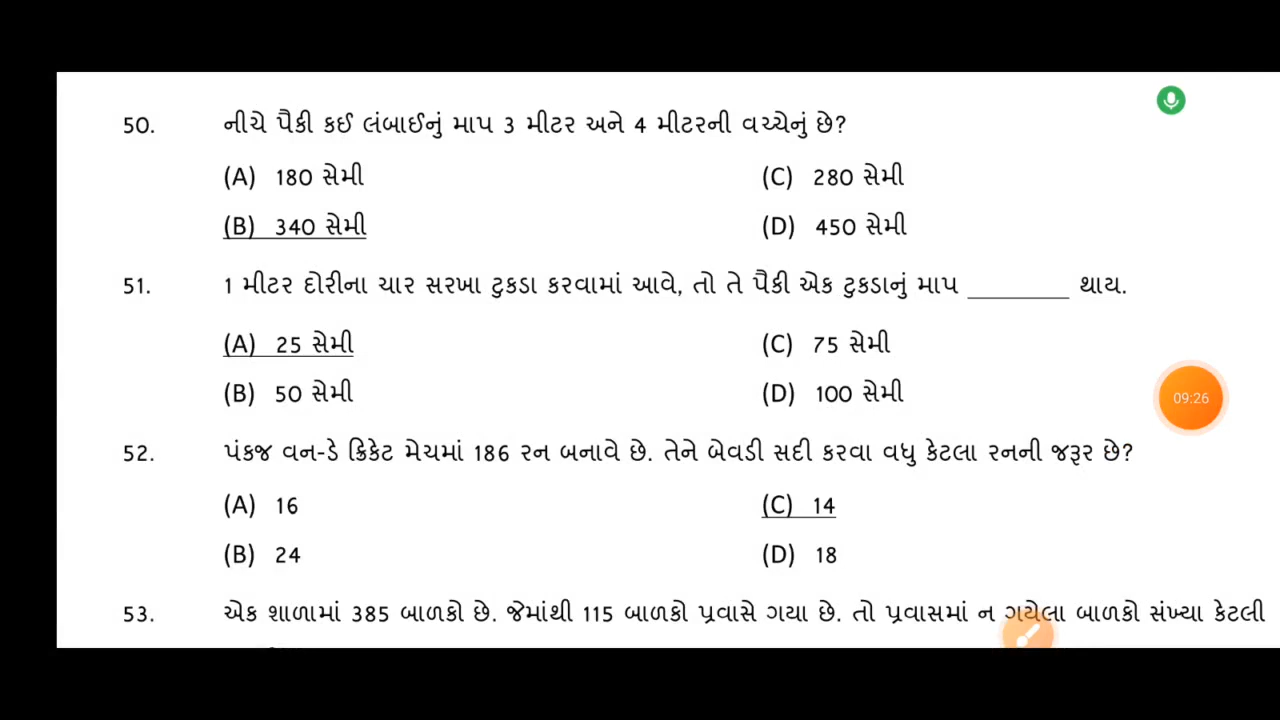 50. નીચે પૈકી કઈ લંબાઈનું માપ 3 મીટર અને 4 મીટરની વચ્ચેનું છે?
(A) 180 સેમી (C) 280 સેમી
(B) 340 સેમી (D) 450 સેમી
51. 1 મીટર દોરીના ચાર સરખા ટુકડા કરવામાં આવે, તો તે પૈકી એક ટુકડાનું માપ ________ થાય.
(A) 25 સેમી (C) 75 સેમી
09:26
(B) 50 સેમી (D) 100 સેમી
52. પંકજ વન-ડે ક્રિકેટ મેચમાં 186 રન બનાવે છે. તેને બેવડી સદી કરવા વધુ કેટલા રનની જરૂર છે?
(A) 16 (C) 14
(B) 24 (D) 18
53. એક શાળામાં 385 બાળકો છે. જેમાંથી 115 બાળકો પ્રવાસે ગયા છે. તો પ્રવાસમાં ન ગયેલા બાળકો સંખ્યા કેટલી